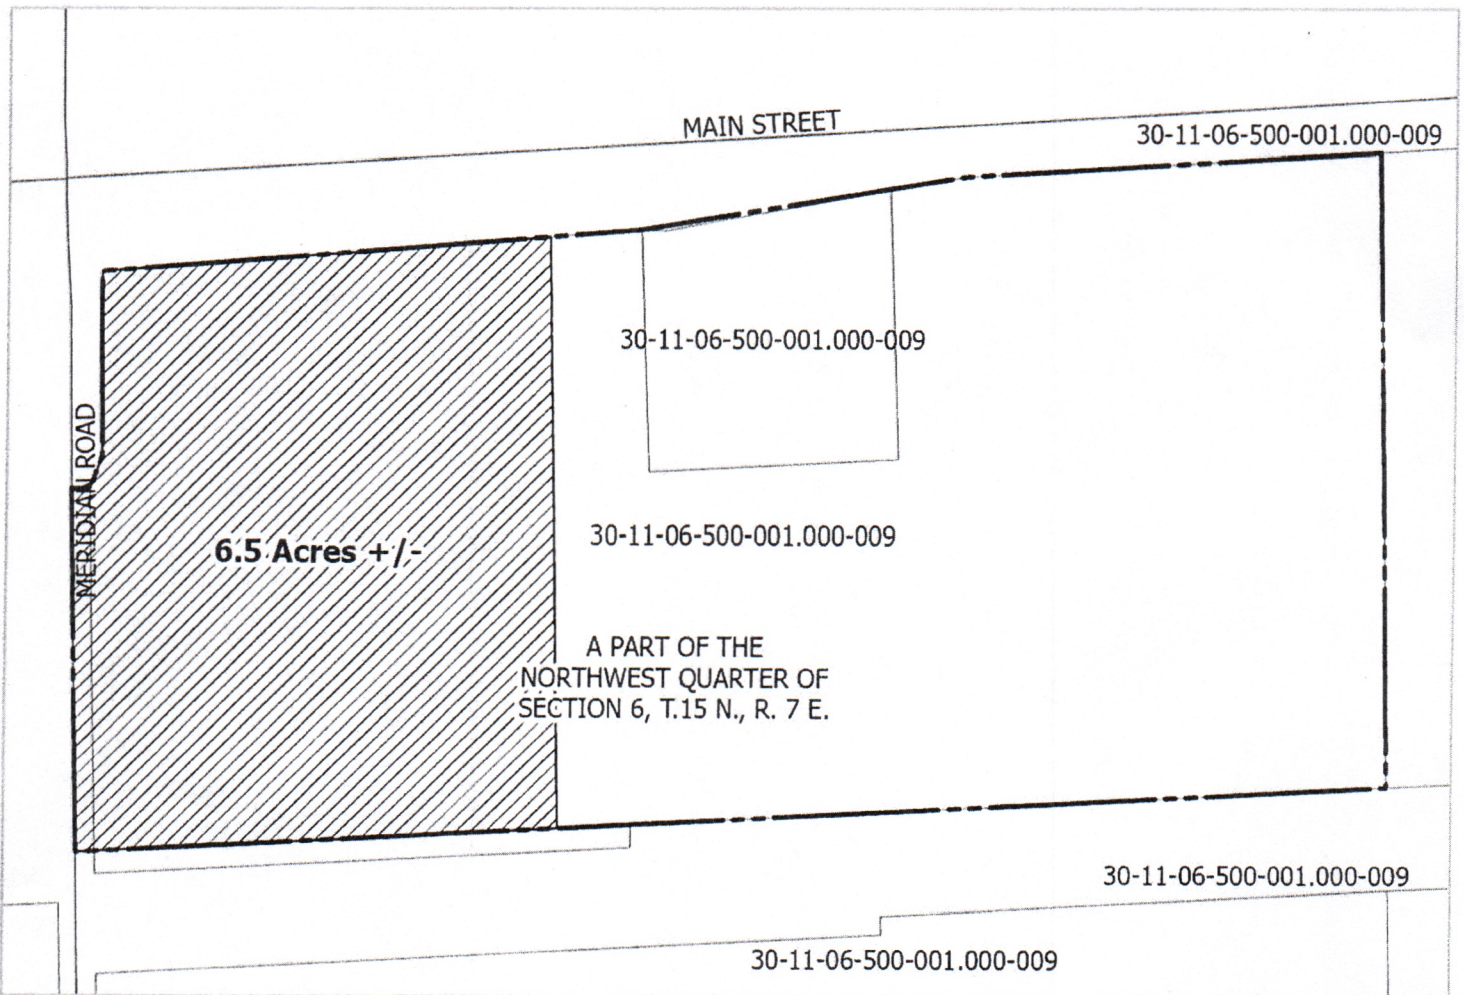 MAIN STREET
30-11-06-500-001.000-009
30-11-06-500-001.000-009
MERIDIAN ROAD
30-11-06-500-001.000-009
6.5 Acres +/-
A PART OF THE
NORTHWEST QUARTER OF
SECTION 6, T.15 N., R. 7 E.
30-11-06-500-001.000-009
30-11-06-500-001.000-009